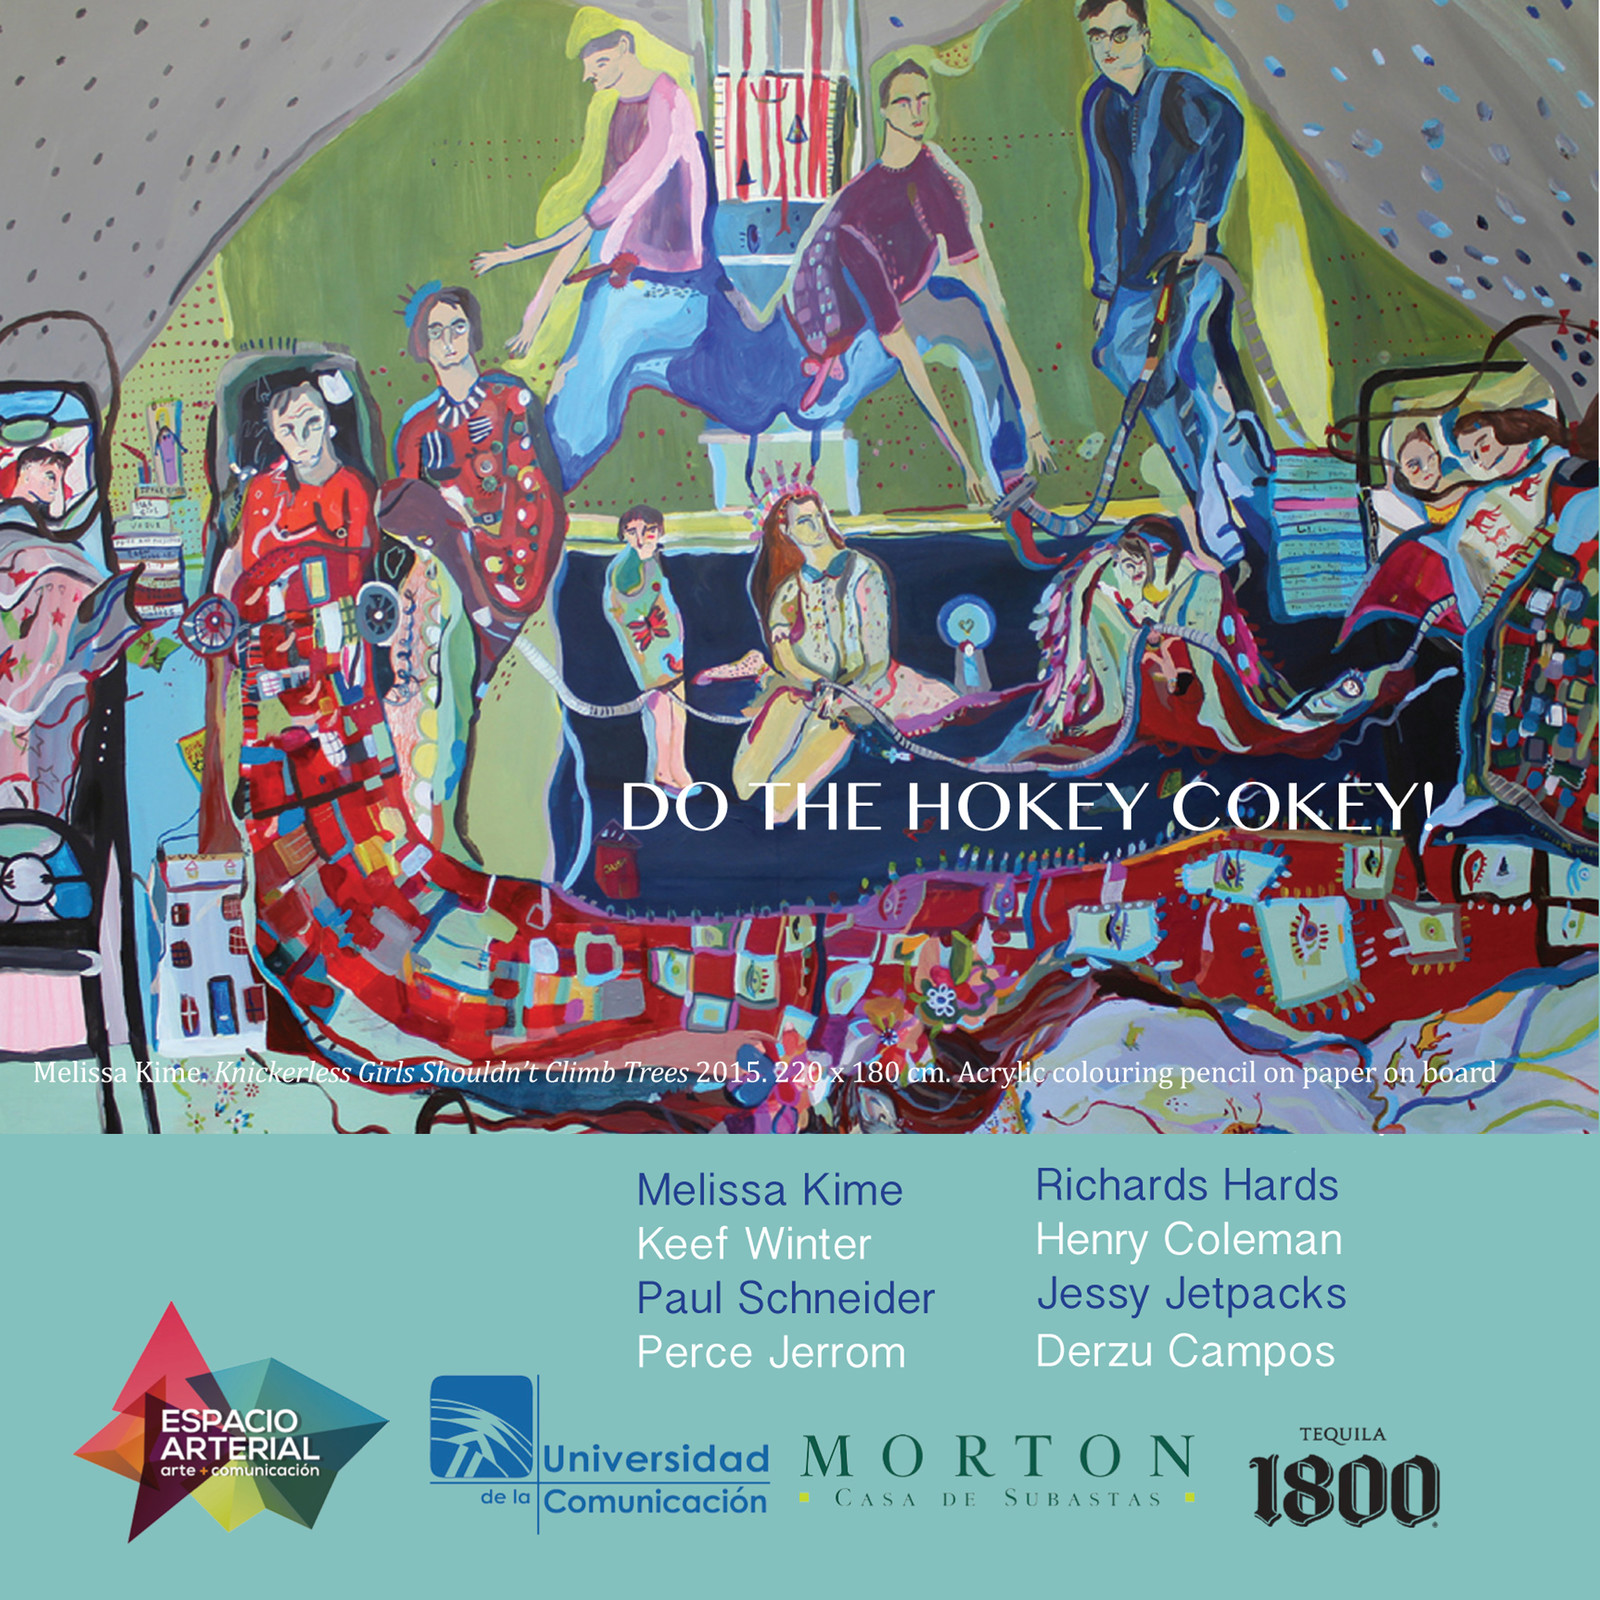 DO THE HOKEY COKEY!
Melissa Kime. Knickerless Girls Shouldn't Climb Trees 2015. 220 x 180 cm. Acrylic colouring pencil on paper on board
Melissa Kime
Keef Winter
Paul Schneider
Perce Jerrom
Richards Hards
Henry Coleman
Jessy Jetpacks
Derzu Campos
ESPACIO
ARTERIAL
arte + comunicación
Universidad
de la Comunicación
MORTON
CASA DE SUBASTAS
TEQUILA
1800